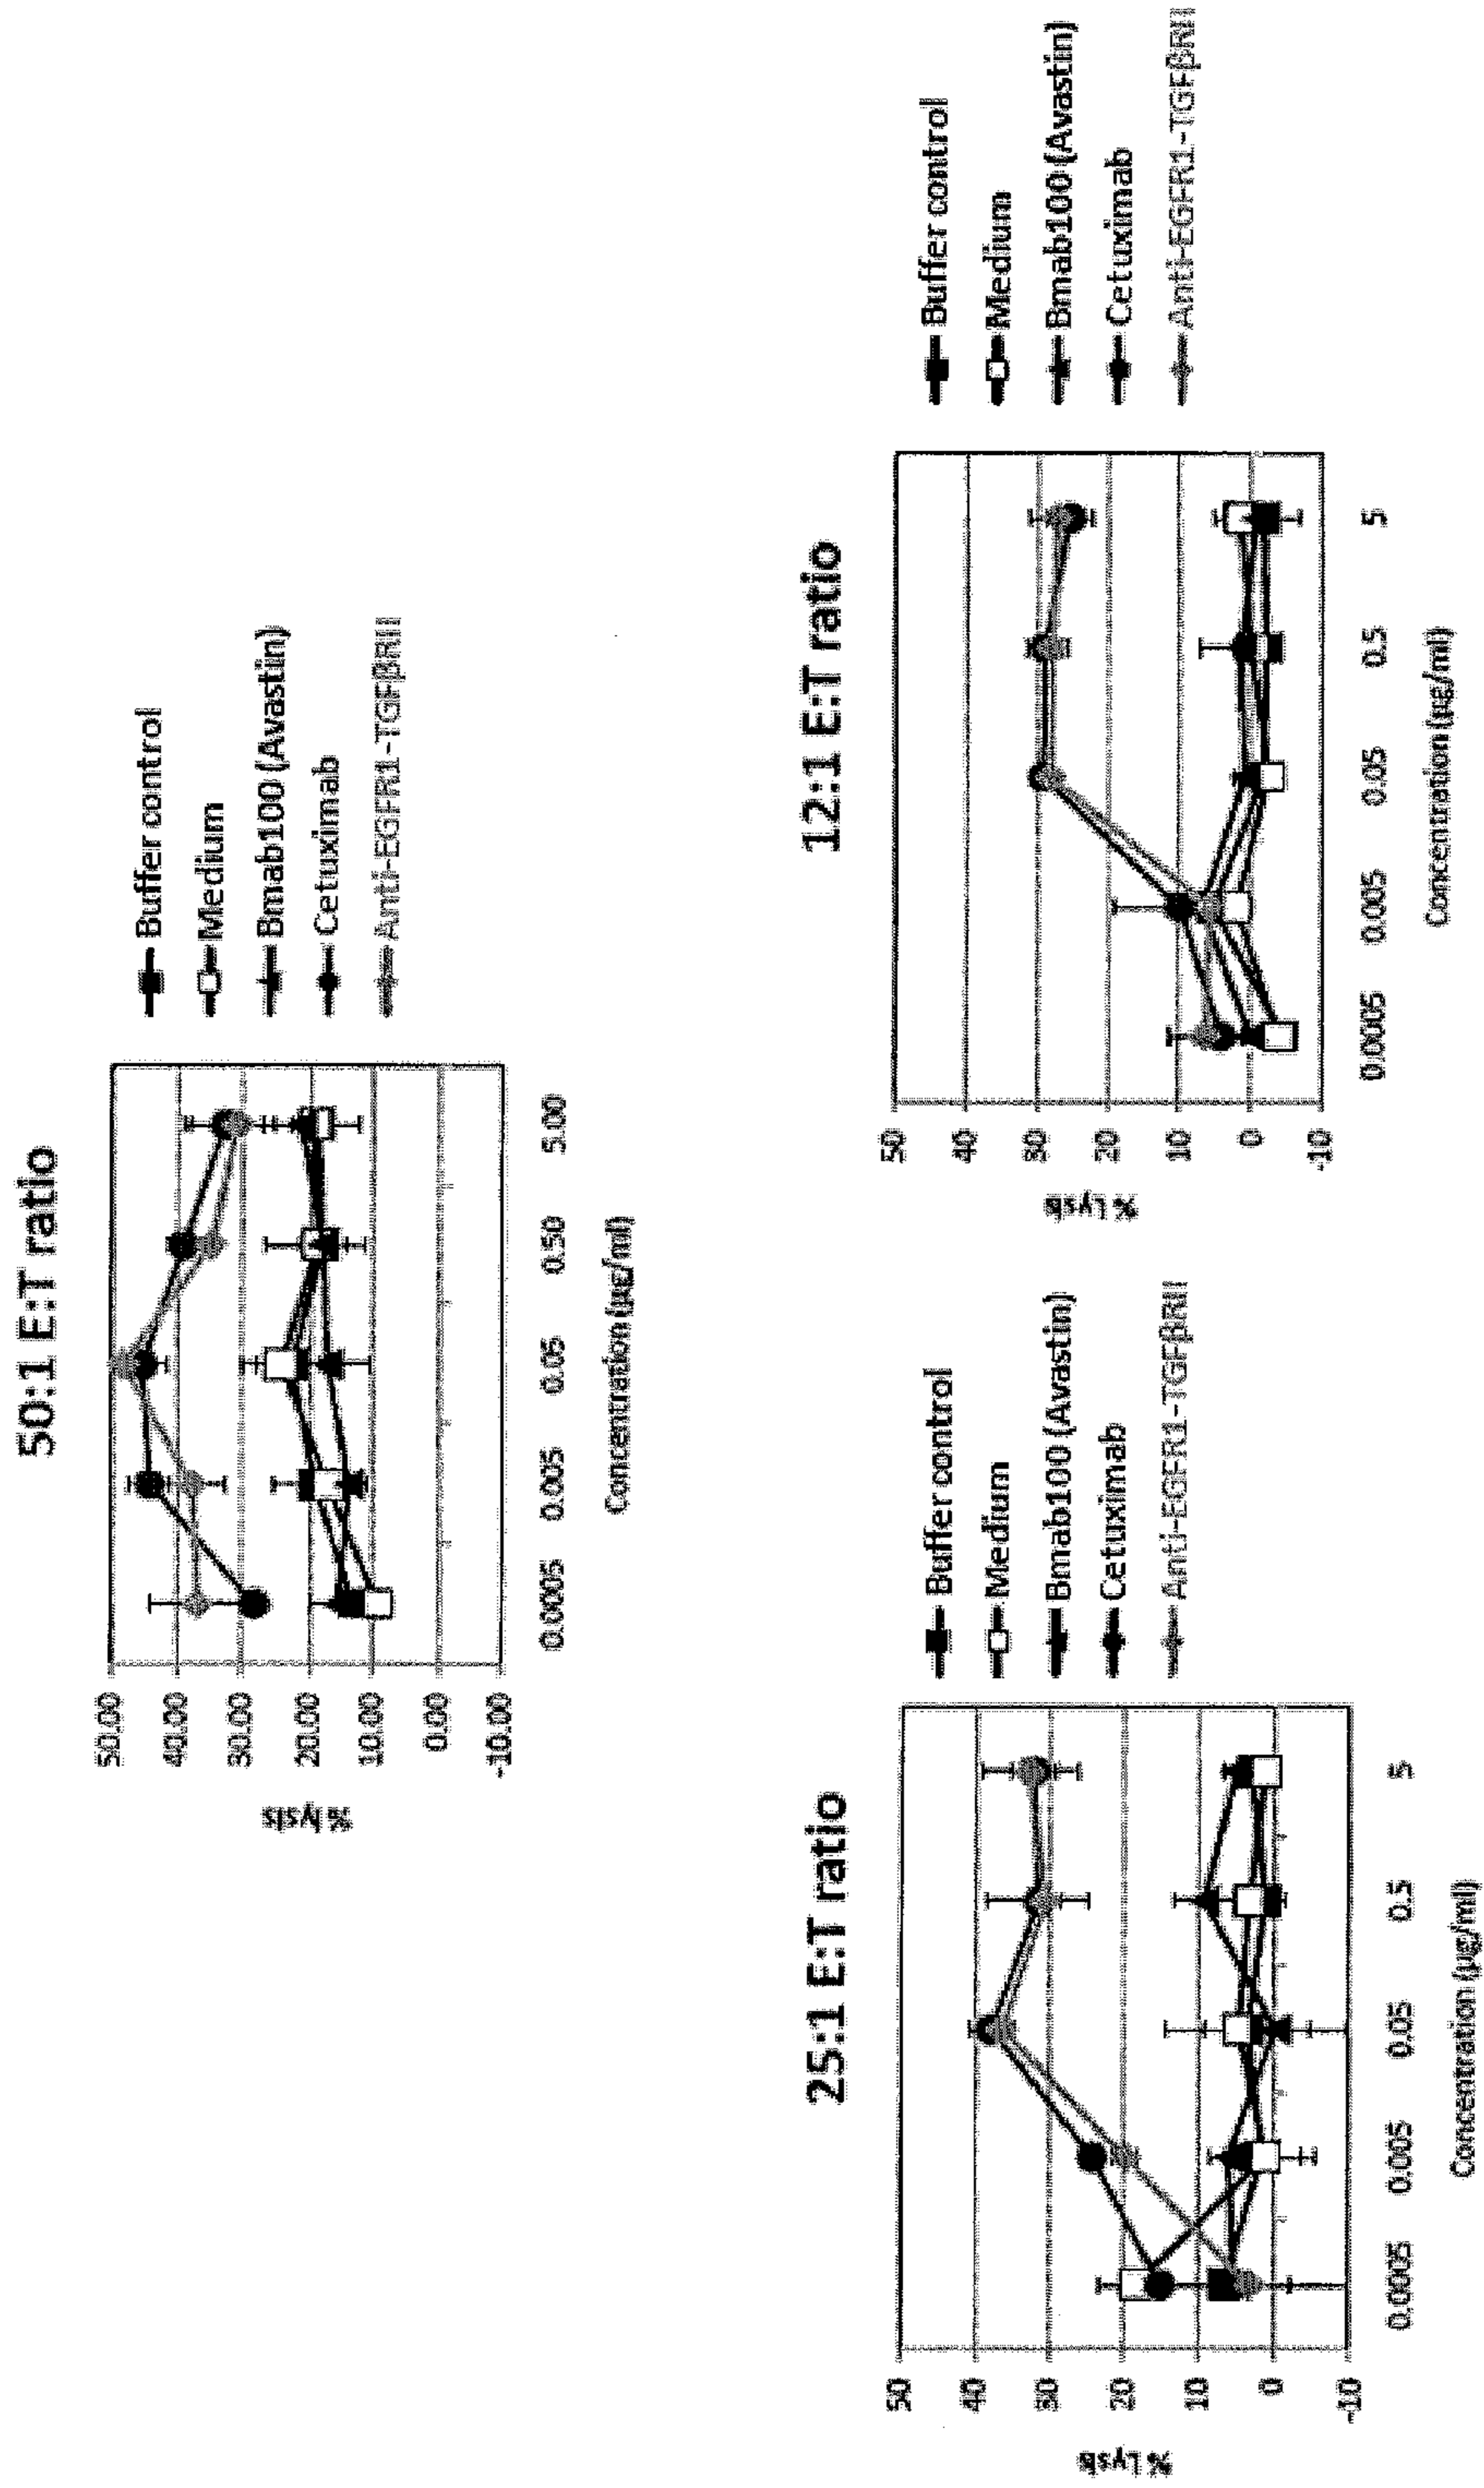 50:1 E:T ratio
% lysis
50.00
40.00
30.00
20.00
10.00
0.00
-10.00
0.0005
0.005
0.05
0.50
5.00
Concentration (µg/ml)
Buffer control
Medium
Bmab100 (Avastin)
Cetuximab
Anti-EGFR1-TGFβRII
25:1 E:T ratio
% Lysis
50
40
30
20
10
0
-10
0.0005
0.005
0.05
0.5
5
Concentration (µg/ml)
Buffer control
Medium
Bmab100 (Avastin)
Cetuximab
Anti-EGFR1-TGFβRII
12:1 E:T ratio
% Lysis
50
40
30
20
10
0
-10
0.0005
0.005
0.05
0.5
5
Concentration (µg/ml)
Buffer control
Medium
Bmab100 (Avastin)
Cetuximab
Anti-EGFR1-TGFβRII